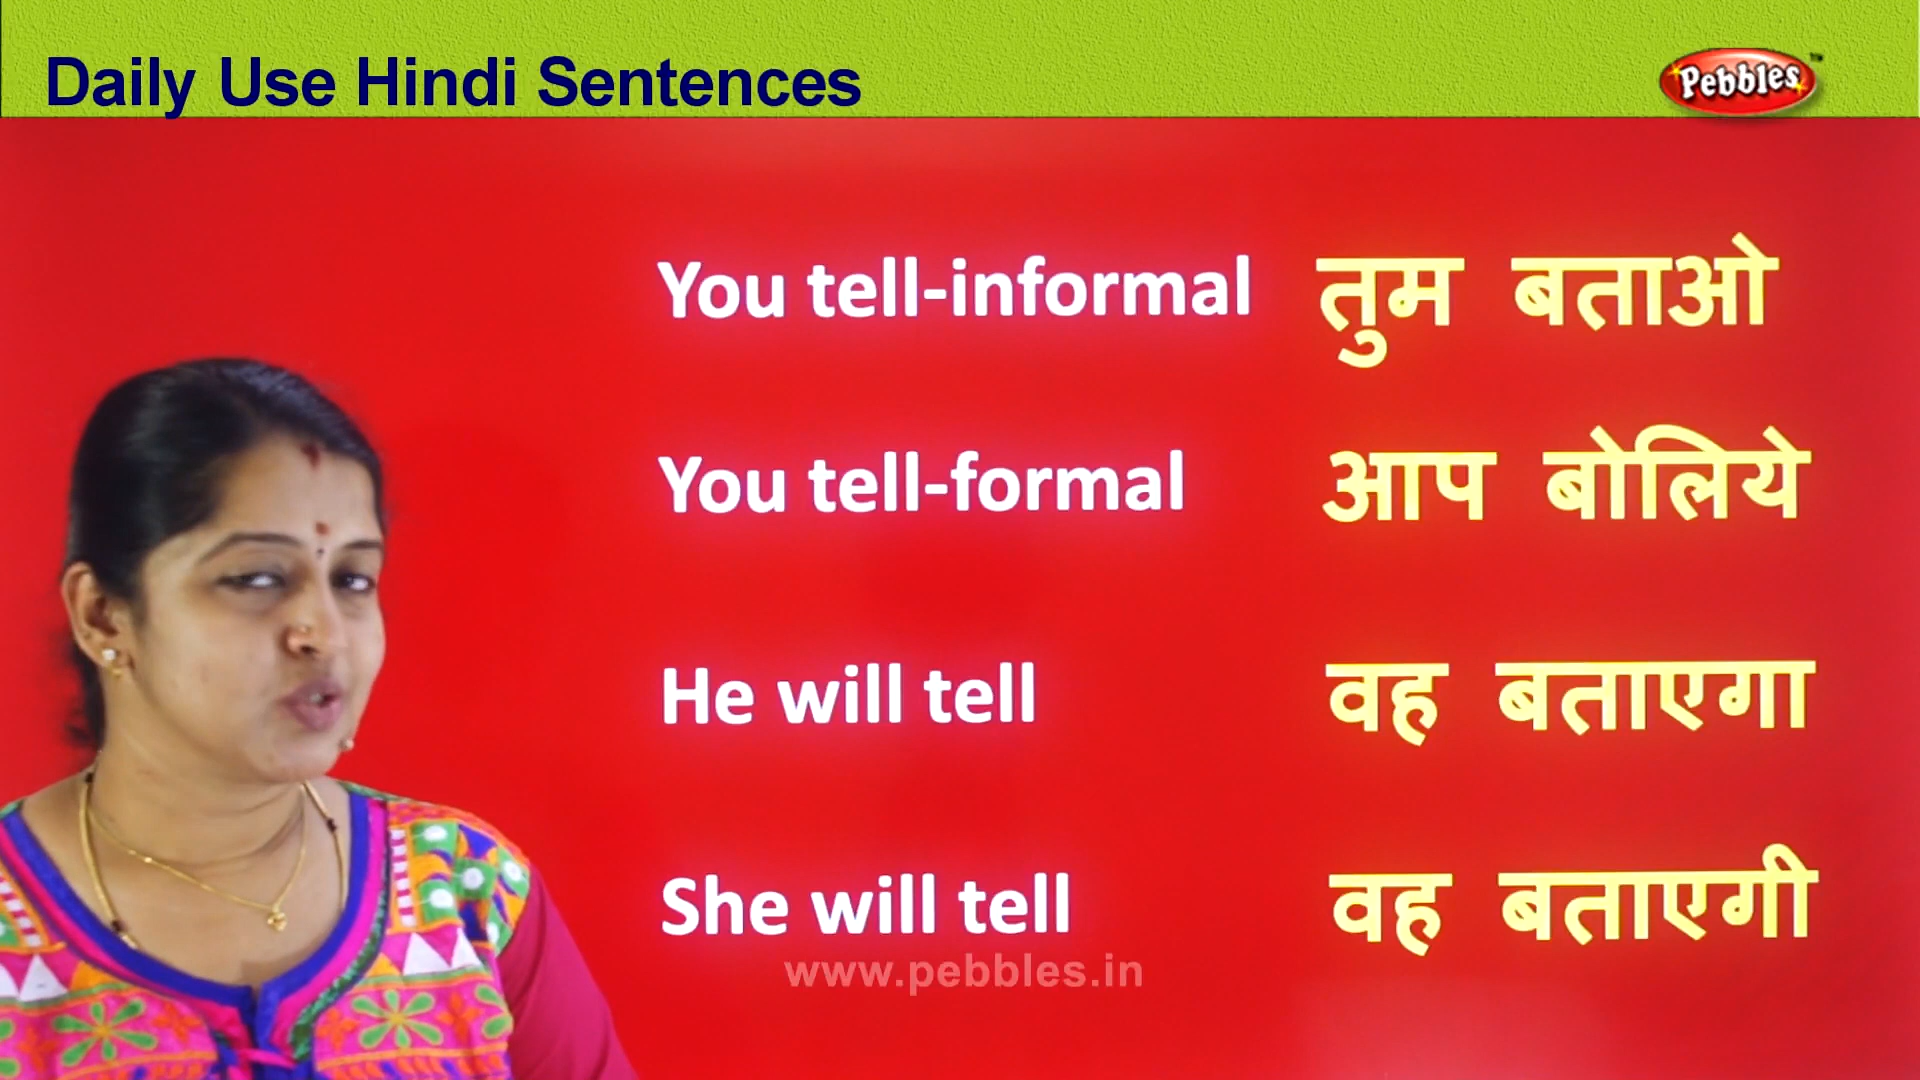 Daily Use Hindi Sentences
Pebbles™
You tell-informal तुम बताओ
You tell-formal आप बोलिये
He will tell वह बताएगा
She will tell वह बताएगी
www.pebbles.in